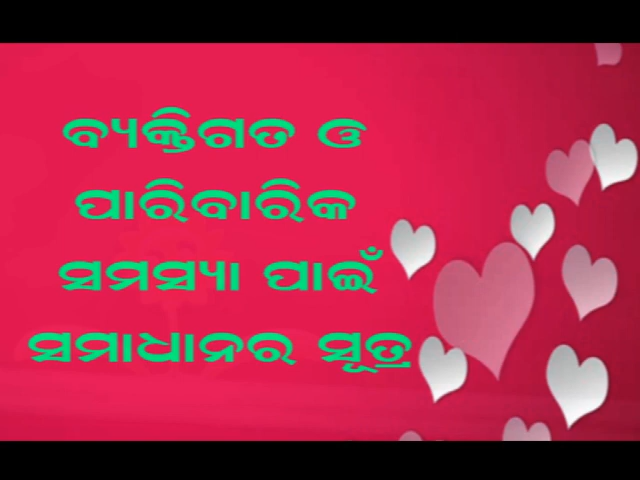 ବ୍ୟକ୍ତିଗତ ଓ
ପାରିବାରିକ
ସମସ୍ୟା ପାଇଁ
ସମାଧାନର ସୂତ୍ର